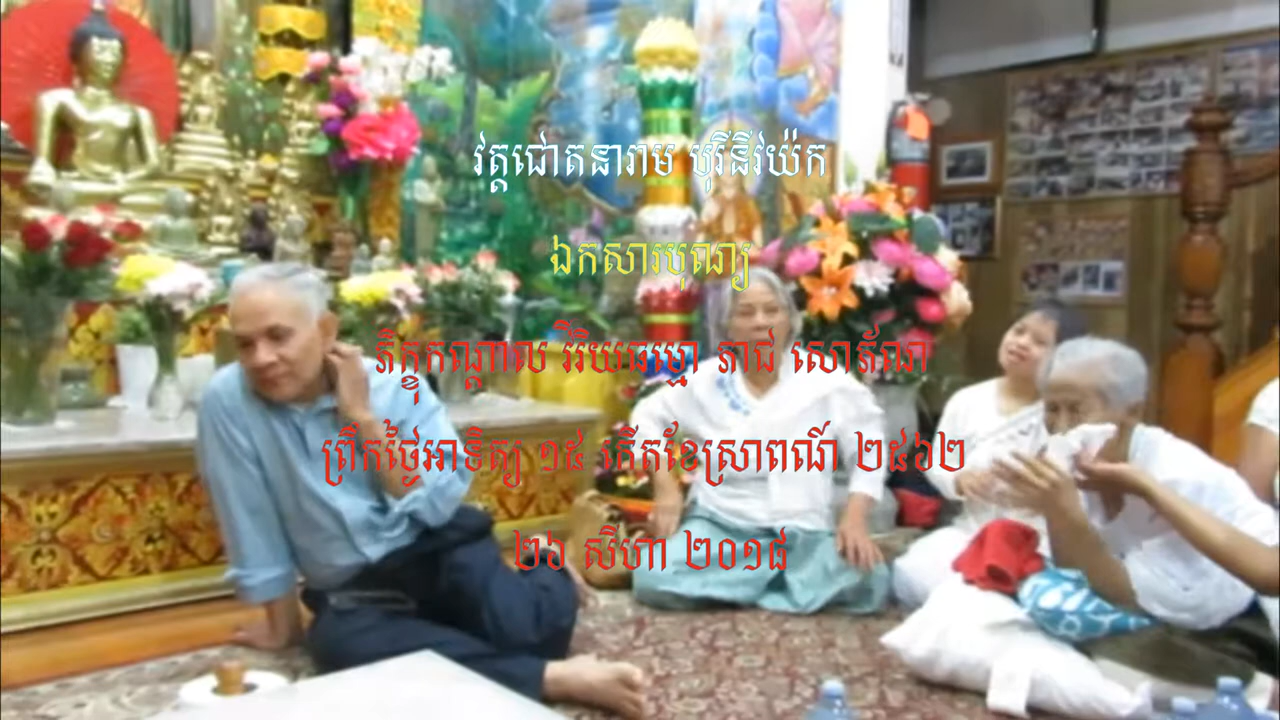 វត្តជោតនារាម បុរីនីវយ៉ក
ឯកសារបុណ្យ
ភិក្ខុកណ្ដាល អរិយធម្មោ ភាជ សោភ័ណ
ព្រឹកថ្ងៃអាទិត្យ ១៥ កើតខែស្រាពណ៍ ២៥៦២
២៦ សីហា ២០១៨